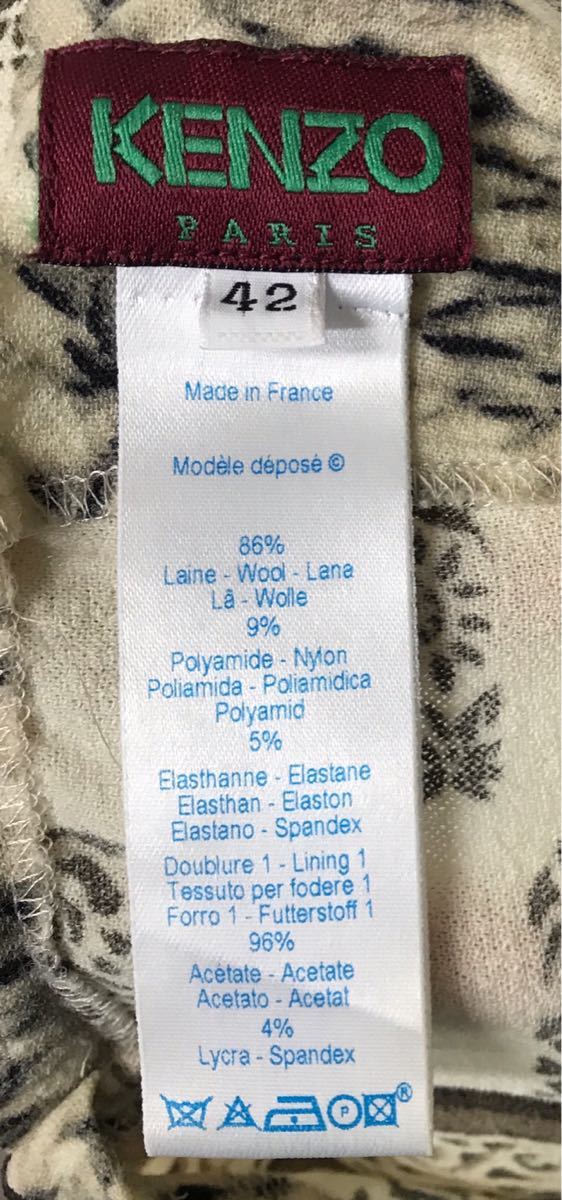 KENZO
PARIS
42
Made in France
Modèle déposé ©
86%
Laine - Wool - Lana
Lâ - Wolle
9%
Polyamide - Nylon
Poliamida - Poliamidica
Polyamid
5%
Elasthanne - Elastane
Elasthan - Elaston
Elastano - Spandex
Doublure 1 - Lining 1
Tessuto per fodere 1
Forro 1 - Futterstoff 1
96%
Acètate - Acetate
Acetato - Acetat
4%
Lycra - Spandex
P ®